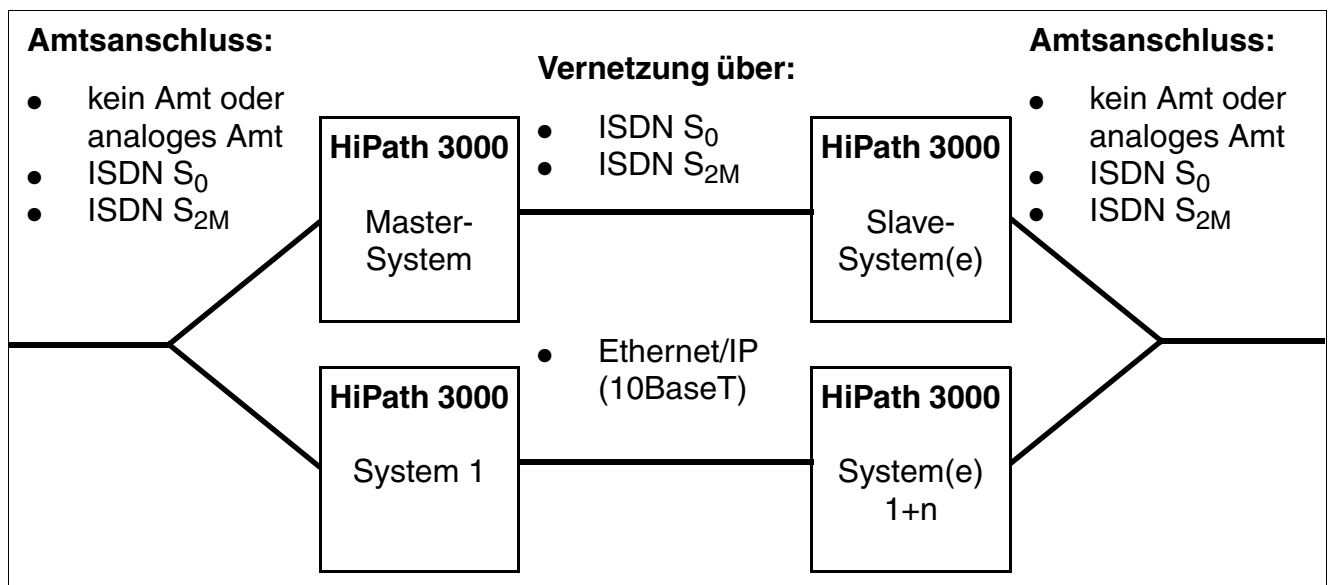 Amtsanschluss:
● kein Amt oder
analoges Amt
● ISDN S₀
● ISDN S₂M
Vernetzung über:
● ISDN S₀
● ISDN S₂M
Amtsanschluss:
● kein Amt oder
analoges Amt
● ISDN S₀
● ISDN S₂M
HiPath 3000
Master-
System
HiPath 3000
Slave-
System(e)
● Ethernet/IP
(10BaseT)
HiPath 3000
System 1
HiPath 3000
System(e)
1+n